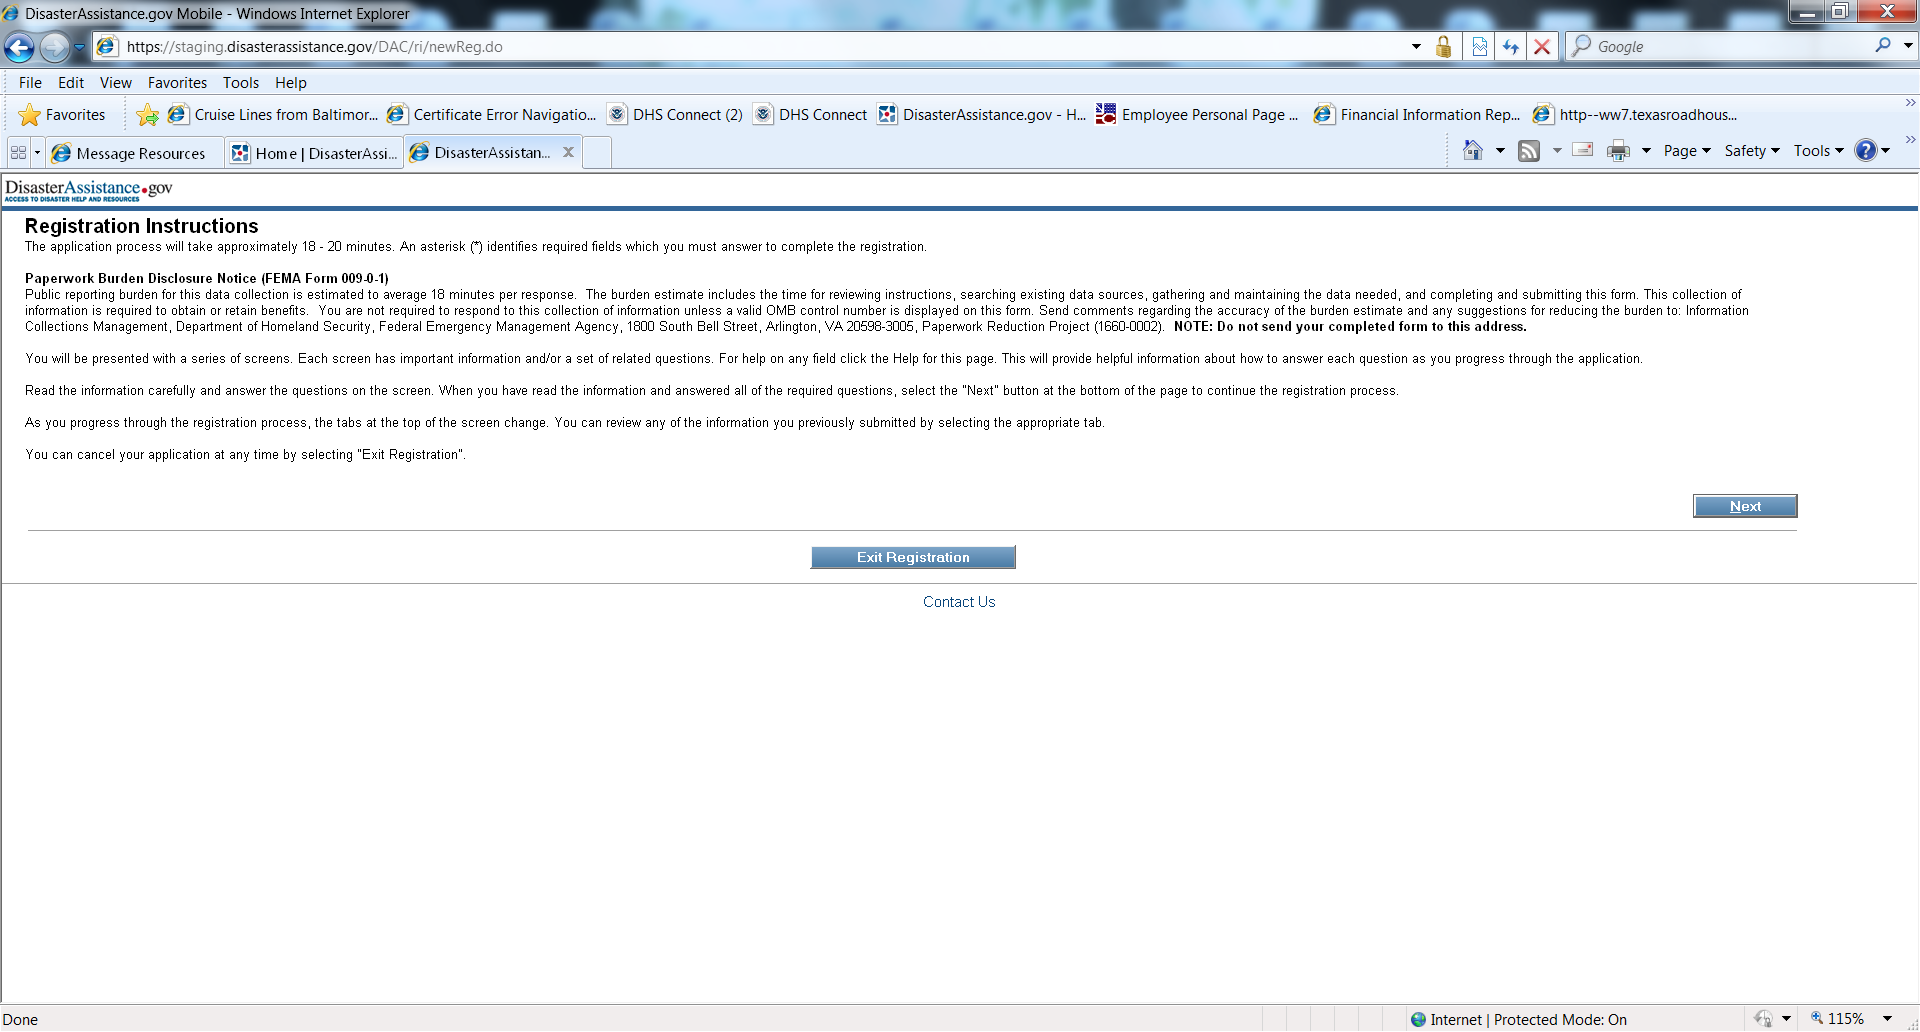 DisasterAssistance.gov Mobile - Windows Internet Explorer
https://staging.disasterassistance.gov/DAC/ri/newReg.do
Google
File Edit View Favorites Tools Help
Favorites Cruise Lines from Baltimor... Certificate Error Navigatio... DHS Connect (2) DHS Connect DisasterAssistance.gov - H... Employee Personal Page ... Financial Information Rep... http--ww7.texasroadhous...
Message Resources Home | DisasterAssi... DisasterAssistan... Page Safety Tools
DisasterAssistance.gov
ACCESS TO DISASTER HELP AND RESOURCES
Registration Instructions
The application process will take approximately 18 - 20 minutes. An asterisk (*) identifies required fields which you must answer to complete the registration.
Paperwork Burden Disclosure Notice (FEMA Form 009-0-1)
Public reporting burden for this data collection is estimated to average 18 minutes per response. The burden estimate includes the time for reviewing instructions, searching existing data sources, gathering and maintaining the data needed, and completing and submitting this form. This collection of
information is required to obtain or retain benefits. You are not required to respond to this collection of information unless a valid OMB control number is displayed on this form. Send comments regarding the accuracy of the burden estimate and any suggestions for reducing the burden to: Information
Collections Management, Department of Homeland Security, Federal Emergency Management Agency, 1800 South Bell Street, Arlington, VA 20598-3005, Paperwork Reduction Project (1660-0002). NOTE: Do not send your completed form to this address.
You will be presented with a series of screens. Each screen has important information and/or a set of related questions. For help on any field click the Help for this page. This will provide helpful information about how to answer each question as you progress through the application.
Read the information carefully and answer the questions on the screen. When you have read the information and answered all of the required questions, select the "Next" button at the bottom of the page to continue the registration process.
As you progress through the registration process, the tabs at the top of the screen change. You can review any of the information you previously submitted by selecting the appropriate tab.
You can cancel your application at any time by selecting "Exit Registration".
Next
Exit Registration
Contact Us
Done Internet | Protected Mode: On 115%